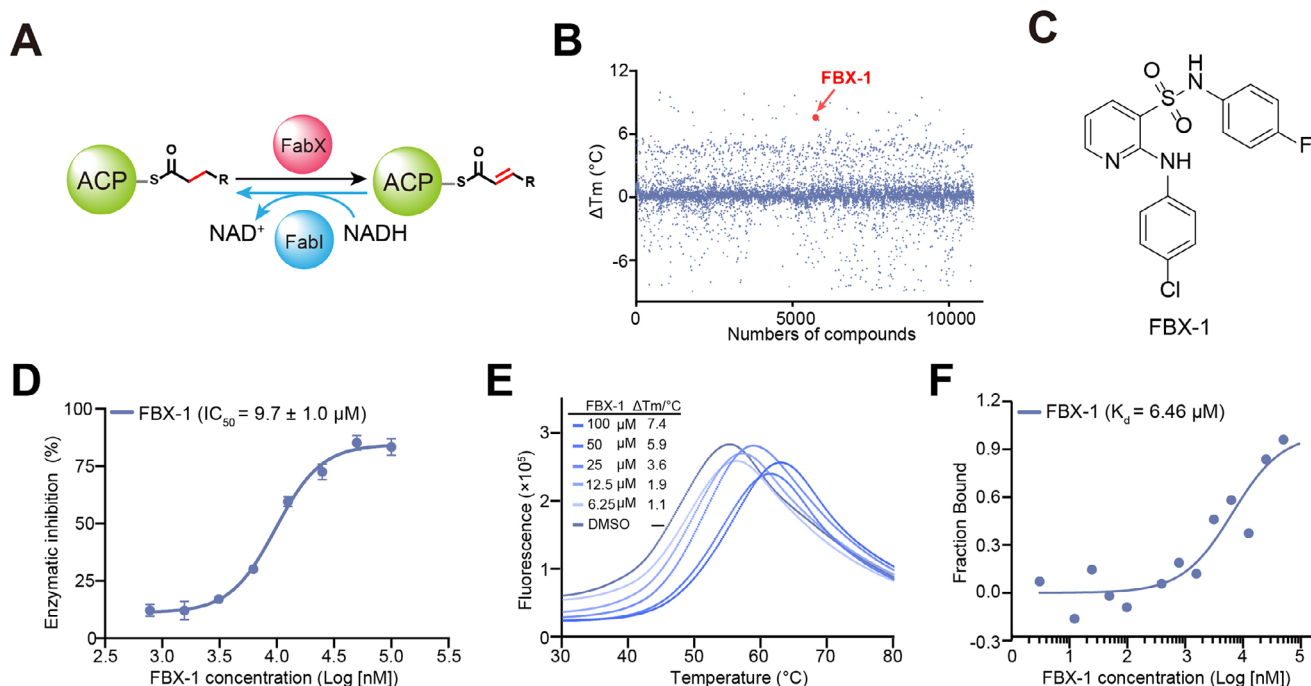 A
ACP
S
O
R
FabX
NAD+
FabI
NADH
ACP
S
O
R
B
FBX-1
ΔTm (°C)
12
6
0
-6
0
5000
10000
Numbers of compounds
C
H
O
N
S
O
F
N
NH
Cl
FBX-1
D
FBX-1 (IC50 = 9.7 ± 1.0 μM)
Enzymatic inhibition (%)
100
75
50
25
0
2.5 3.0 3.5 4.0 4.5 5.0 5.5
FBX-1 concentration (Log [nM])
E
FBX-1 ΔTm/°C
100 μM 7.4
50 μM 5.9
25 μM 3.6
12.5 μM 1.9
6.25 μM 1.1
DMSO —
Fluorescence (×10⁵)
3
2
1
0
30 40 50 60 70 80
Temperature (°C)
F
FBX-1 (Kd = 6.46 μM)
Fraction Bound
1.2
0.9
0.6
0.3
0.0
-0.3
0 1 2 3 4 5
FBX-1 concentration (Log [nM])